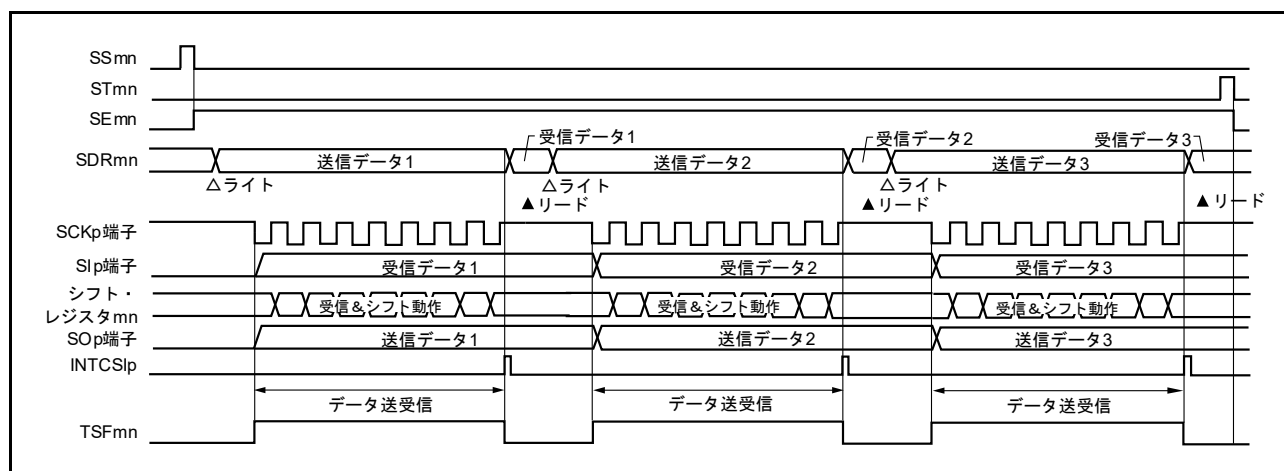 SSmn
STmn
SEmn
受信データ1 受信データ2 受信データ3
SDRmn 送信データ1 送信データ2 送信データ3
△ライト △ライト △ライト
▲リード ▲リード ▲リード
SCKp端子
SIp端子 受信データ1 受信データ2 受信データ3
シフト・
レジスタmn 受信&シフト動作 受信&シフト動作 受信&シフト動作
SOp端子 送信データ1 送信データ2 送信データ3
INTCSIp
データ送受信 データ送受信 データ送受信
TSFmn